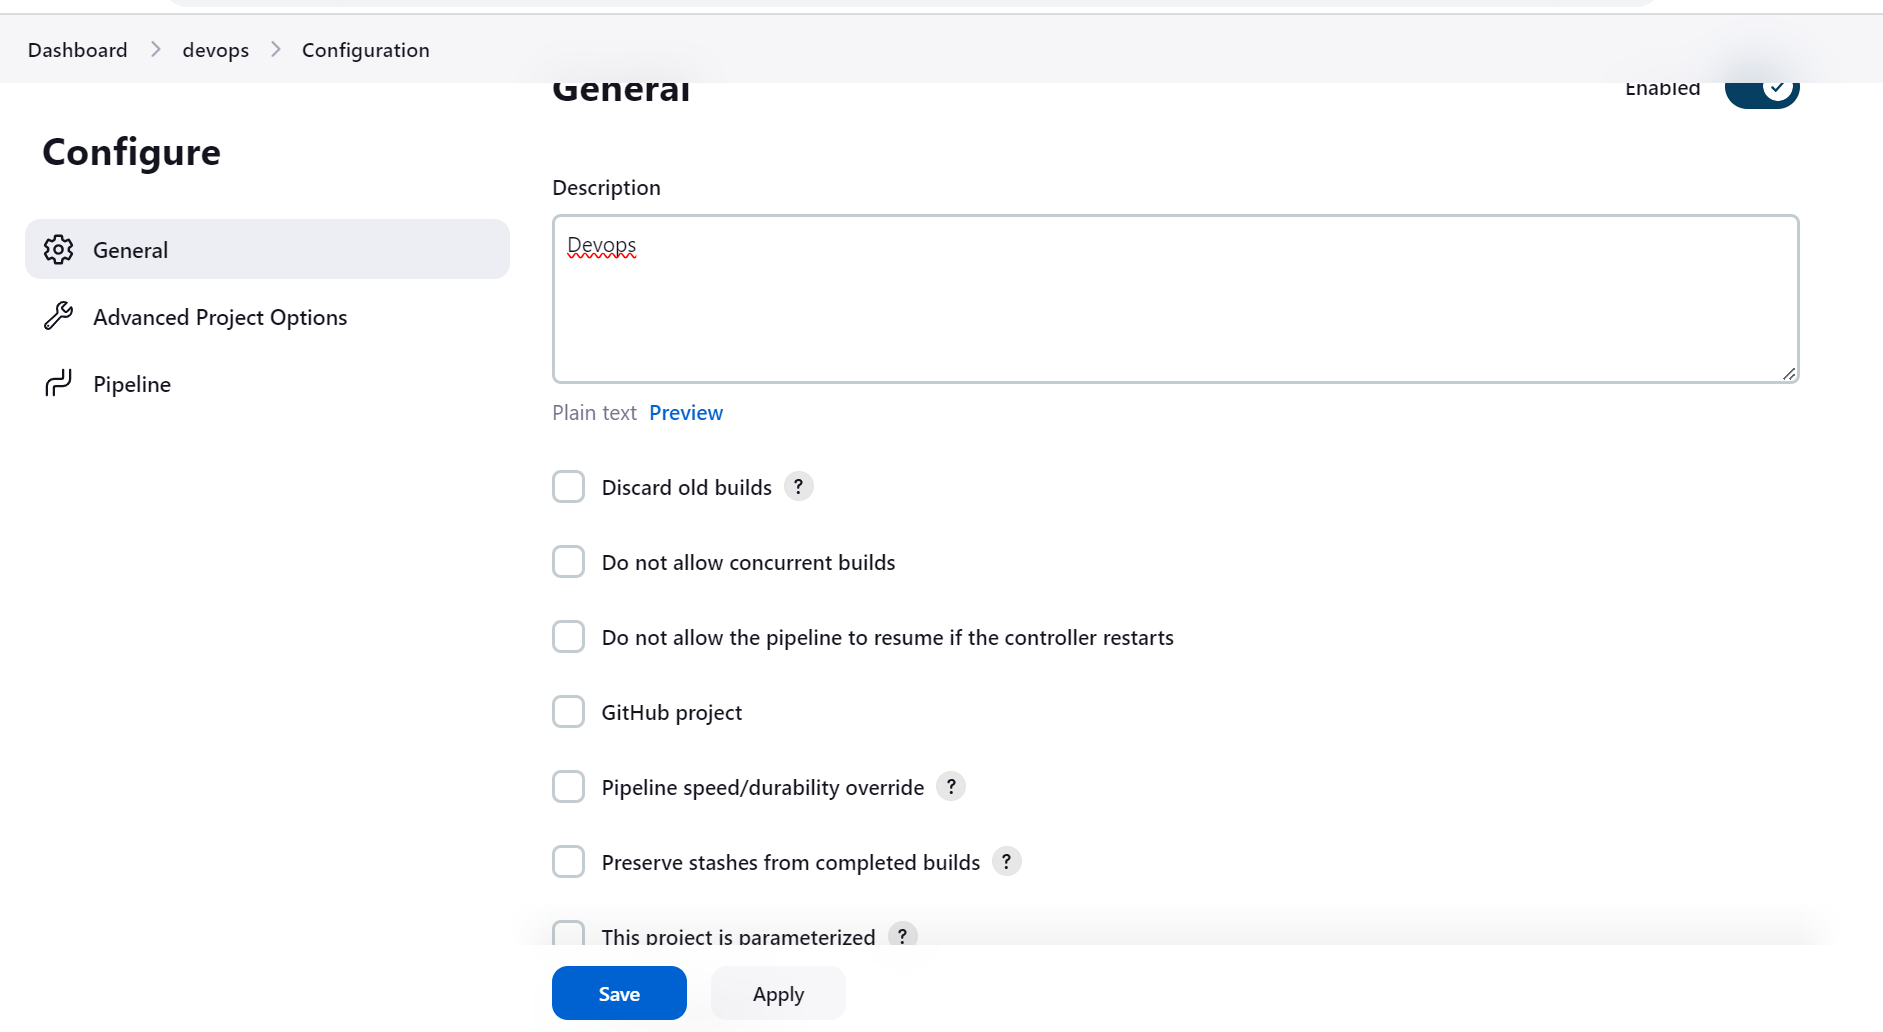 Dashboard > devops > Configuration
General
Enabled
Configure
General
Advanced Project Options
Pipeline
Description
Devops
Plain text Preview
Discard old builds ?
Do not allow concurrent builds
Do not allow the pipeline to resume if the controller restarts
GitHub project
Pipeline speed/durability override ?
Preserve stashes from completed builds ?
This project is parameterized ?
Save
Apply